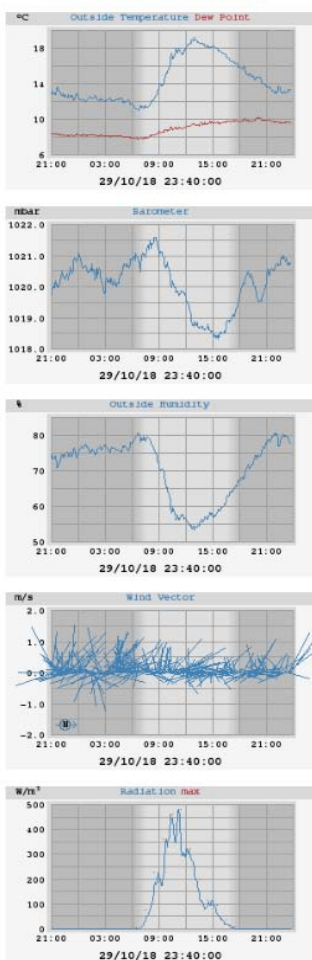 °C Outside Temperature Dew Point
18
14
10
6
21:00 03:00 09:00 15:00 21:00
29/10/18 23:40:00
mbar Barometer
1022.0
1021.0
1020.0
1019.0
1018.0
21:00 03:00 09:00 15:00 21:00
29/10/18 23:40:00
% Outside Humidity
80
70
60
50
21:00 03:00 09:00 15:00 21:00
29/10/18 23:40:00
m/s Wind Vector
2.0
1.0
0.0
-1.0
N
-2.0
21:00 03:00 09:00 15:00 21:00
29/10/18 23:40:00
W/m² Radiation max
500
400
300
200
100
0
21:00 03:00 09:00 15:00 21:00
29/10/18 23:40:00